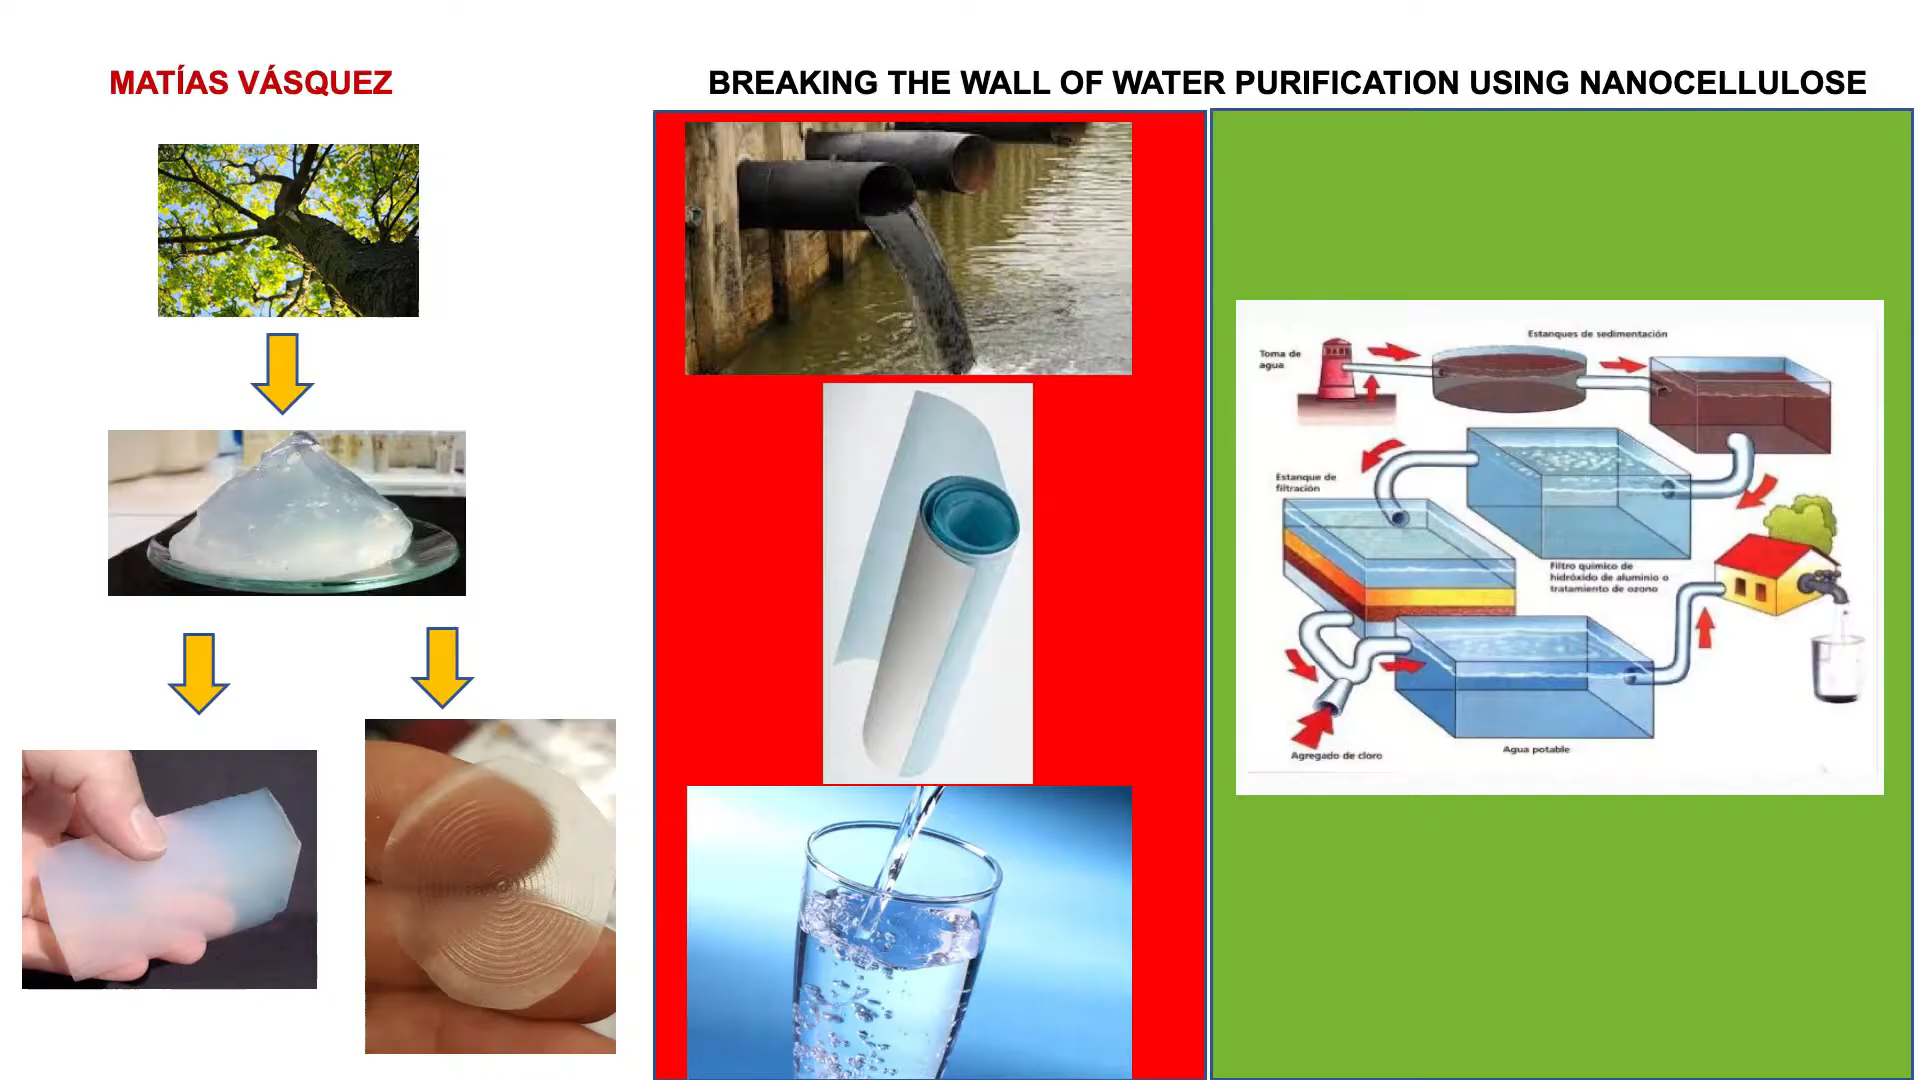 MATÍAS VÁSQUEZ
BREAKING THE WALL OF WATER PURIFICATION USING NANOCELLULOSE
Estanques de sedimentación
Toma de
agua
Estanque de
filtración
Filtro químico de
hidróxido de aluminio o
tratamiento de ozono
Agua potable
Agregado de cloro